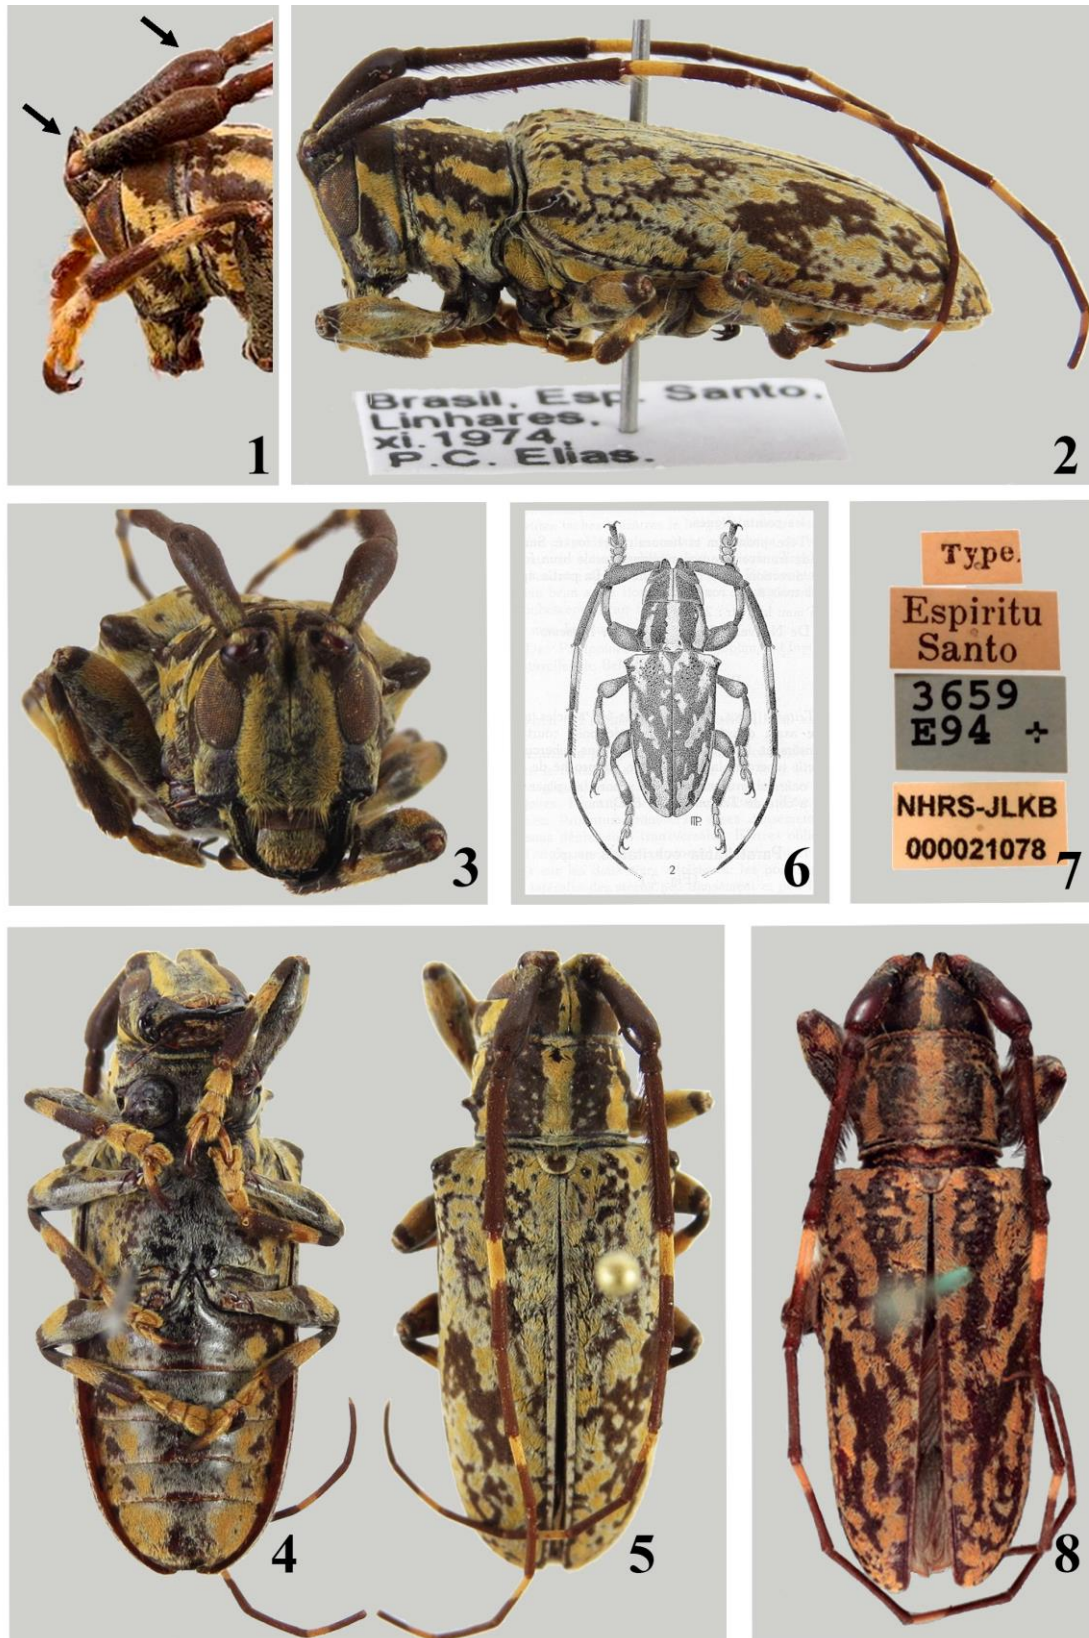 1
Brasil, Esp. Santo,
Linhares,
xi.1974,
P.C. Elias.
2
3
2
6
Type.
Espiritu
Santo
3659
E94 +
NHRS-JLKB
000021078
7
4
5
8